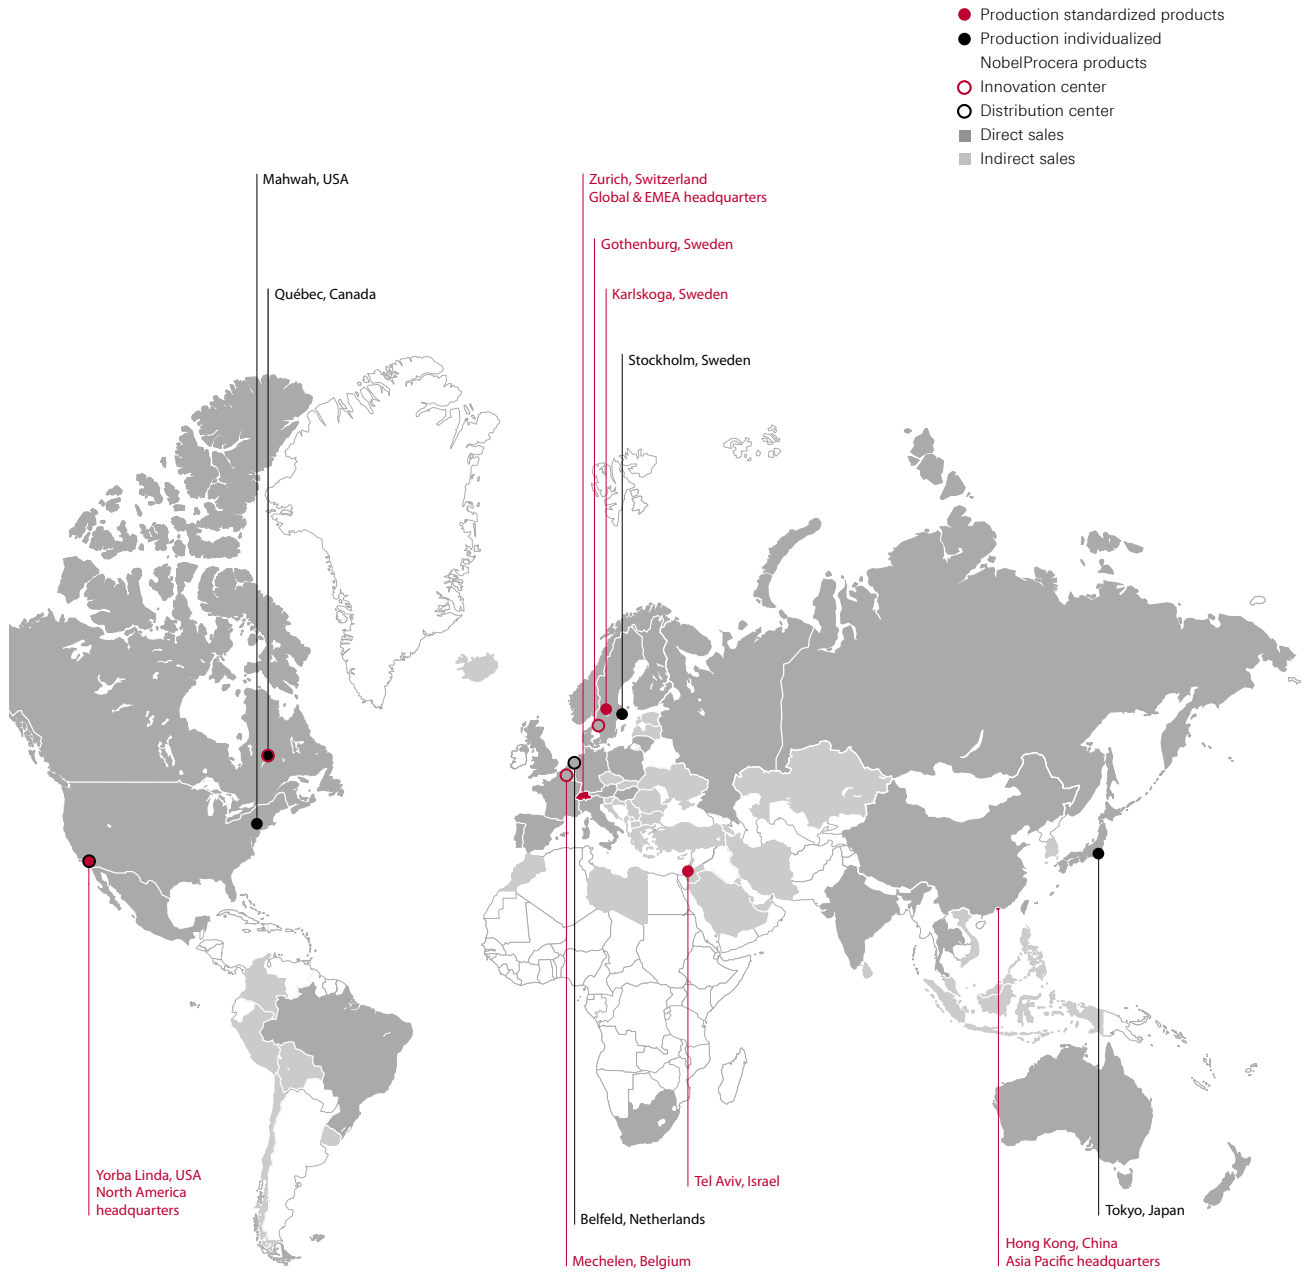 Production standardized products
Production individualized
NobelProcera products
Innovation center
Distribution center
Direct sales
Indirect sales
Mahwah, USA
Zurich, Switzerland
Global & EMEA headquarters
Gothenburg, Sweden
Québec, Canada
Karlskoga, Sweden
Stockholm, Sweden
Yorba Linda, USA
North America
headquarters
Tel Aviv, Israel
Belfeld, Netherlands
Tokyo, Japan
Mechelen, Belgium
Hong Kong, China
Asia Pacific headquarters